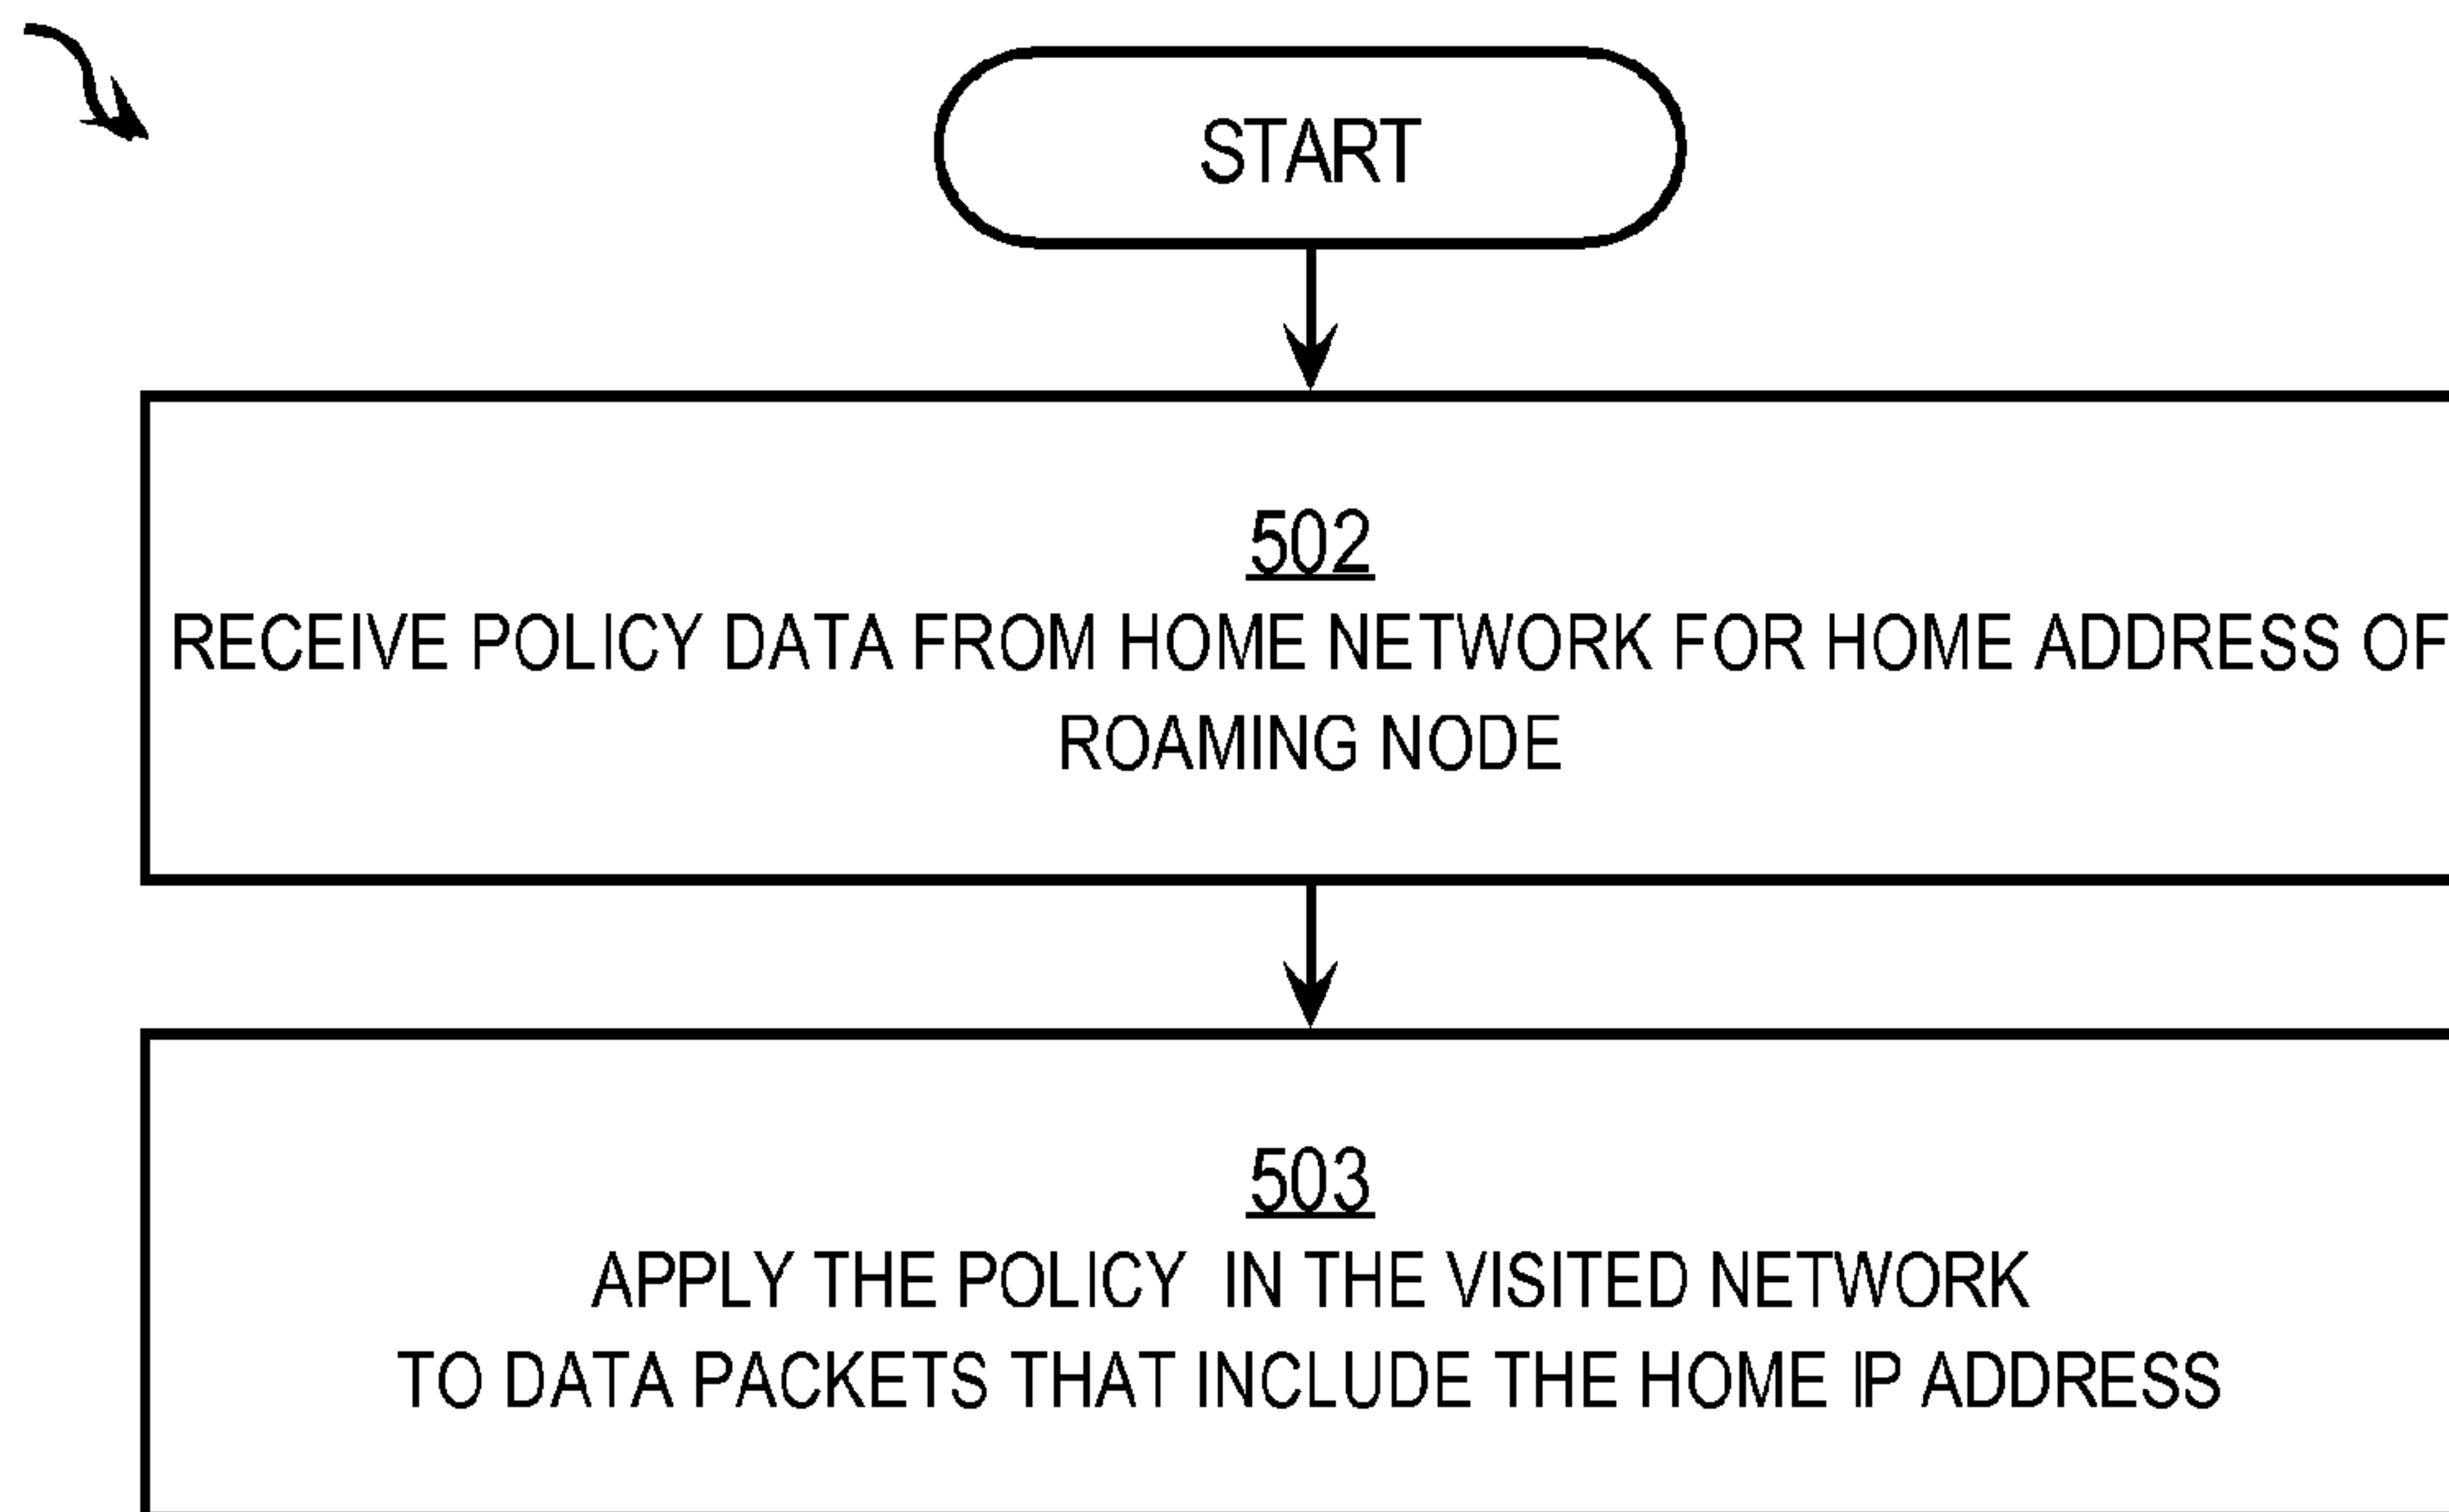 START
502
RECEIVE POLICY DATA FROM HOME NETWORK FOR HOME ADDRESS OF
ROAMING NODE
503
APPLY THE POLICY IN THE VISITED NETWORK
TO DATA PACKETS THAT INCLUDE THE HOME IP ADDRESS